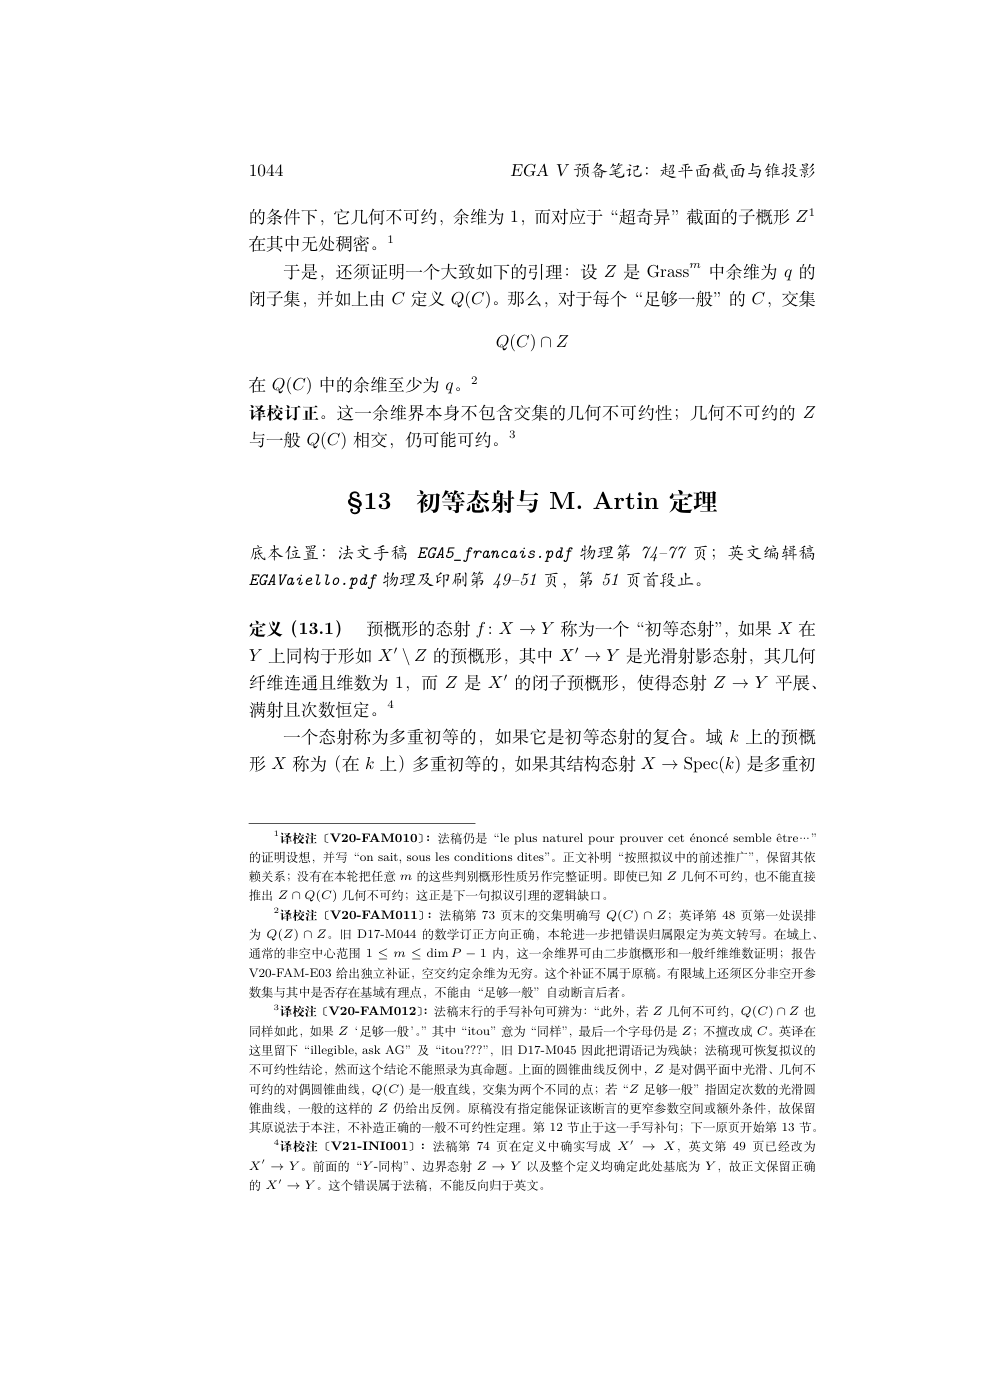 1044 EGA V 预备笔记：超平面截面与锥投影
的条件下，它几何不可约，余维为 1，而对应于“超奇异”截面的子概形 Z¹
在其中无处稠密。¹
于是，还须证明一个大致如下的引理：设 Z 是 Grassᵐ 中余维为 q 的
闭子集，并如上由 C 定义 Q(C)。那么，对于每个“足够一般”的 C，交集
Q(C) ∩ Z
在 Q(C) 中的余维至少为 q。²
译校订正。这一余维界本身不包含交集的几何不可约性；几何不可约的 Z
与一般 Q(C) 相交，仍可能可约。³
§13 初等态射与 M. Artin 定理
底本位置：法文手稿 EGA5_francais.pdf 物理第 74–77 页；英文编辑稿
EGAVaiello.pdf 物理及印刷第 49–51 页，第 51 页首段止。
定义（13.1） 预概形的态射 f: X → Y 称为一个“初等态射”，如果 X 在
Y 上同构于形如 X′ \ Z 的预概形，其中 X′ → Y 是光滑射影态射，其几何
纤维连通且维数为 1，而 Z 是 X′ 的闭子预概形，使得态射 Z → Y 平展、
满射且次数恒定。⁴
一个态射称为多重初等的，如果它是初等态射的复合。域 k 上的预概
形 X 称为（在 k 上）多重初等的，如果其结构态射 X → Spec(k) 是多重初
¹译校注〔V20-FAM010〕：法稿仍是“le plus naturel pour prouver cet énoncé semble être…”
的证明设想，并写“on sait, sous les conditions dites”。正文补明“按照拟议中的前述推广”，保留其依
赖关系；没有在本轮把任意 m 的这些判别概形性质另作完整证明。即使已知 Z 几何不可约，也不能直接
推出 Z ∩ Q(C) 几何不可约；这正是下一句拟议引理的逻辑缺口。
²译校注〔V20-FAM011〕：法稿第 73 页末的交集明确写 Q(C) ∩ Z；英译第 48 页第一处误排
为 Q(Z) ∩ Z。旧 D17-M044 的数学订正方向正确，本轮进一步把错误归属限定为英文转写。在域上、
通常的非空中心范围 1 ≤ m ≤ dim P − 1 内，这一余维界可由二步旗概形和一般纤维维数证明；报告
V20-FAM-E03 给出独立补证，空交约定余维为无穷。这个补证不属于原稿。有限域上还须区分非空开参
数集与其中是否存在基域有理点，不能由“足够一般”自动断言后者。
³译校注〔V20-FAM012〕：法稿末行的手写补句可辨为：“此外，若 Z 几何不可约，Q(C) ∩ Z 也
同样如此，如果 Z ‘足够一般’。”其中“itou”意为“同样”，最后一个字母仍是 Z；不擅改成 C。英译在
这里留下“illegible, ask AG”及“itou???”，旧 D17-M045 因此把谓语记为残缺；法稿现可恢复拟议的
不可约性结论，然而这个结论不能照录为真命题。上面的圆锥曲线反例中，Z 是对偶平面中光滑、几何不
可约的对偶圆锥曲线，Q(C) 是一般直线，交集为两个不同的点；若“Z 足够一般”指固定次数的光滑圆
锥曲线，一般的这样的 Z 仍给出反例。原稿没有指定能保证该断言的更窄参数空间或额外条件，故保留
其原说法于本注，不补造正确的一般不可约性定理。第 12 节止于这一手写补句；下一原页开始第 13 节。
⁴译校注〔V21-INI001〕：法稿第 74 页在定义中确实写成 X′ → X，英文第 49 页已经改为
X′ → Y。前面的“Y-同构”、边界态射 Z → Y 以及整个定义均确定此处基底为 Y，故正文保留正确
的 X′ → Y。这个错误属于法稿，不能反向归于英文。